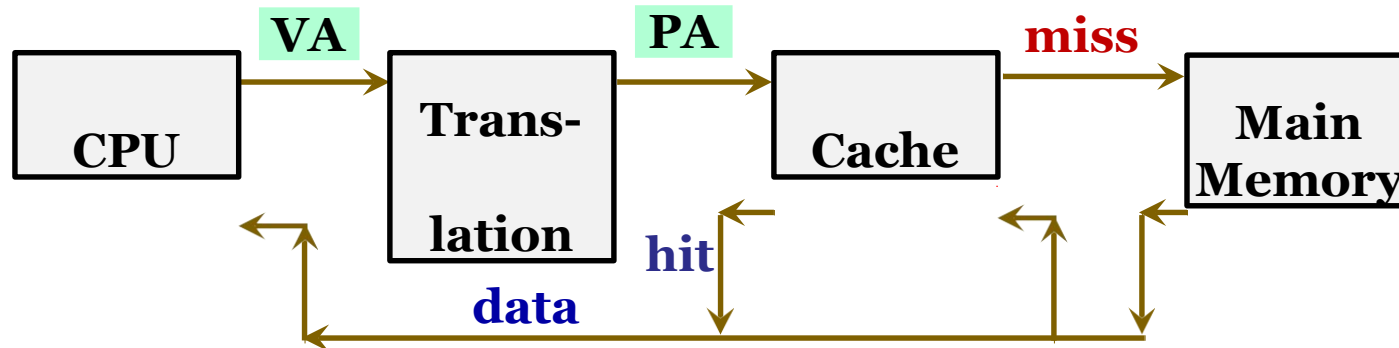 VA
PA
miss
CPU
Trans-
lation
Cache
Main
Memory
hit
data